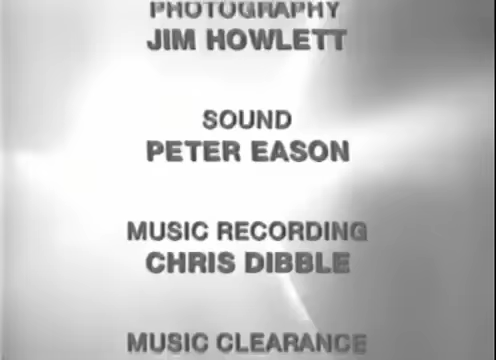 PHOTOGRAPHY
JIM HOWLETT
SOUND
PETER EASON
MUSIC RECORDING
CHRIS DIBBLE
MUSIC CLEARANCE